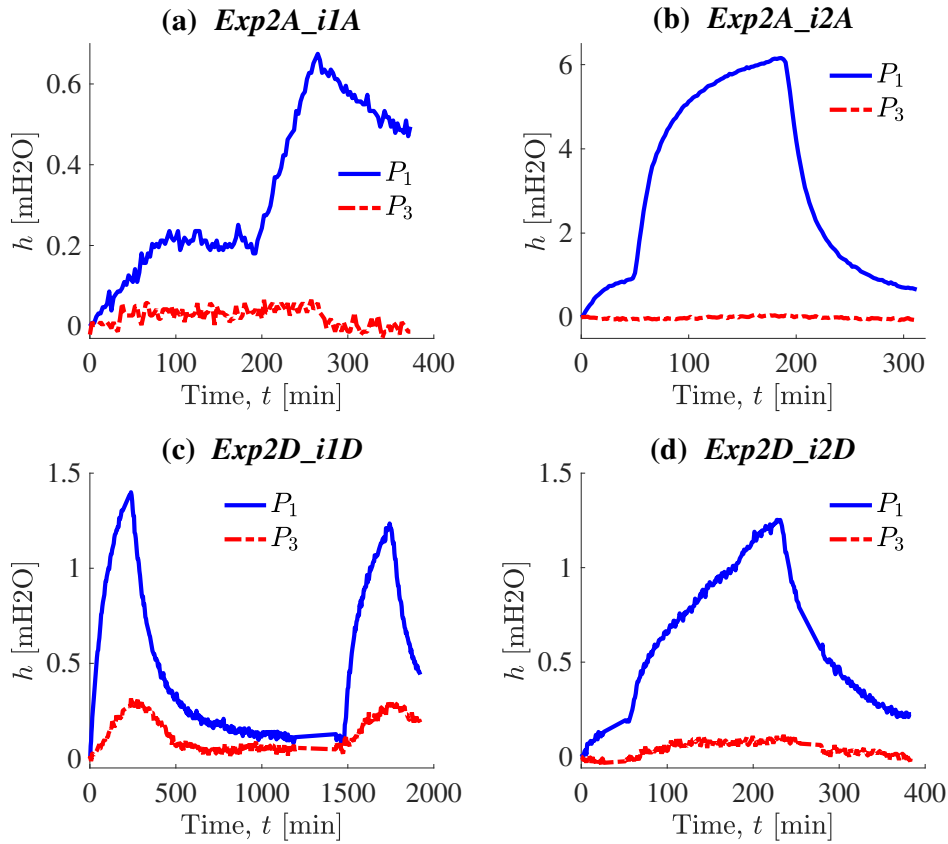 (a) Exp2A_i1A
h [mH2O]
0.6
0.4
0.2
0
P1
P3
0 100 200 300 400
Time, t [min]
(b) Exp2A_i2A
h [mH2O]
6
4
2
0
P1
P3
0 100 200 300
Time, t [min]
(c) Exp2D_i1D
h [mH2O]
1.5
1
0.5
0
P1
P3
0 500 1000 1500 2000
Time, t [min]
(d) Exp2D_i2D
h [mH2O]
1.5
1
0.5
0
P1
P3
0 100 200 300 400
Time, t [min]